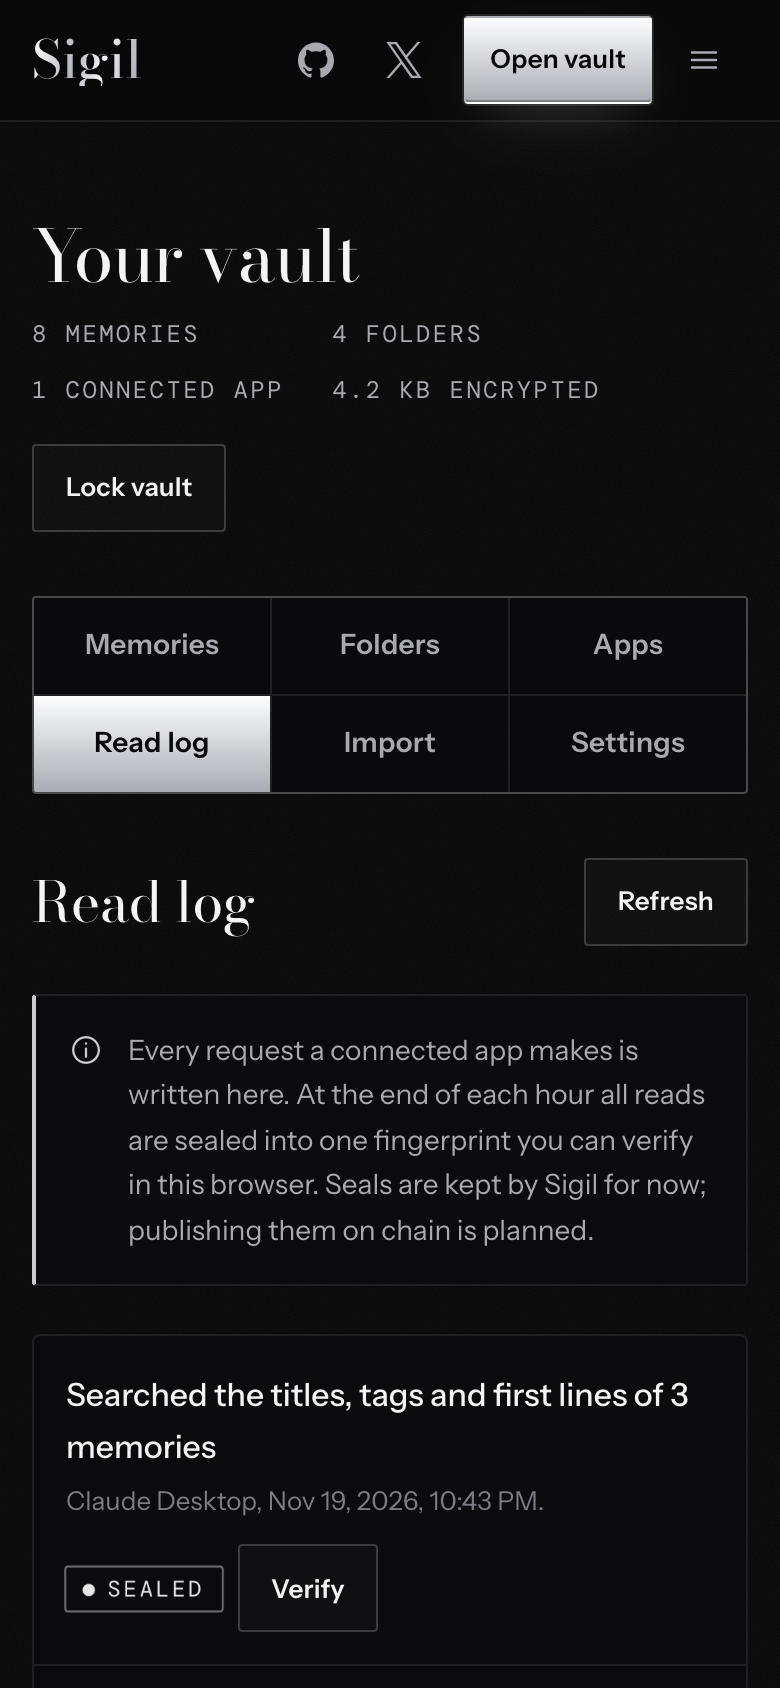 Sigil
Open vault
Your vault
8 MEMORIES 4 FOLDERS
1 CONNECTED APP 4.2 KB ENCRYPTED
Lock vault
Memories Folders Apps
Read log Import Settings
Read log Refresh
Every request a connected app makes is
written here. At the end of each hour all reads
are sealed into one fingerprint you can verify
in this browser. Seals are kept by Sigil for now;
publishing them on chain is planned.
Searched the titles, tags and first lines of 3
memories
Claude Desktop, Nov 19, 2026, 10:43 PM.
SEALED Verify